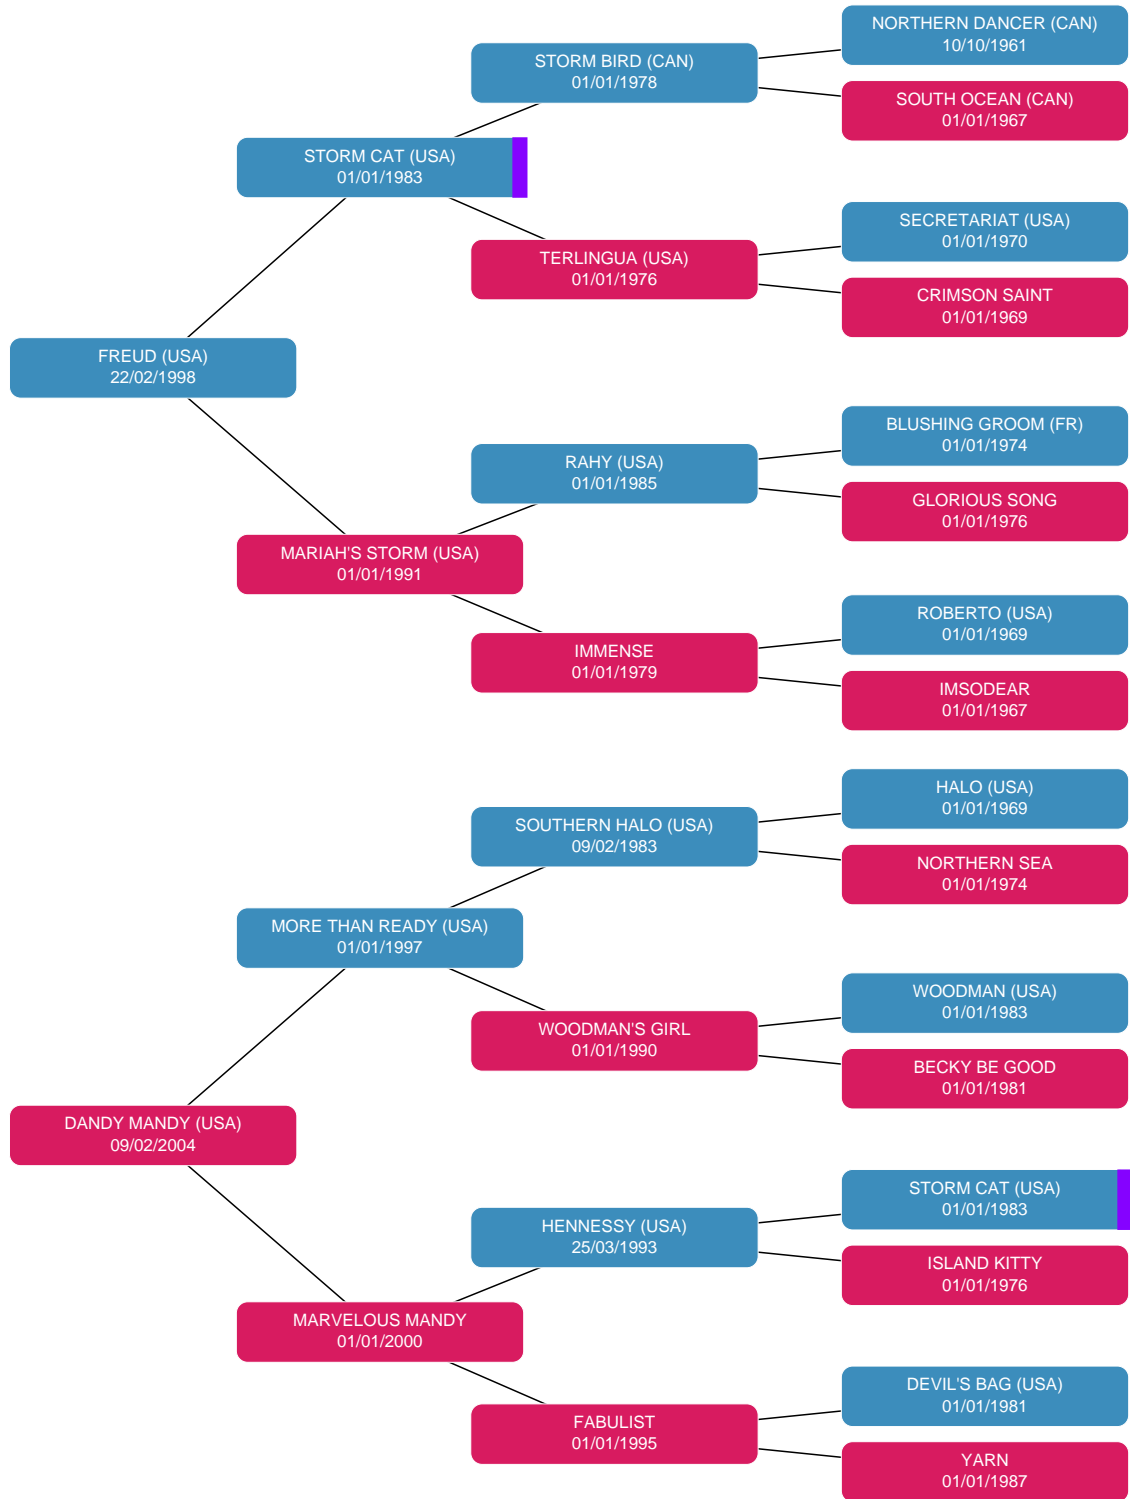 NORTHERN DANCER (CAN)
10/10/1961
STORM BIRD (CAN)
01/01/1978
SOUTH OCEAN (CAN)
01/01/1967
STORM CAT (USA)
01/01/1983
SECRETARIAT (USA)
01/01/1970
TERLINGUA (USA)
01/01/1976
CRIMSON SAINT
01/01/1969
FREUD (USA)
22/02/1998
BLUSHING GROOM (FR)
01/01/1974
RAHY (USA)
01/01/1985
GLORIOUS SONG
01/01/1976
MARIAH'S STORM (USA)
01/01/1991
ROBERTO (USA)
01/01/1969
IMMENSE
01/01/1979
IMSODEAR
01/01/1967
HALO (USA)
01/01/1969
SOUTHERN HALO (USA)
09/02/1983
NORTHERN SEA
01/01/1974
MORE THAN READY (USA)
01/01/1997
WOODMAN (USA)
01/01/1983
WOODMAN'S GIRL
01/01/1990
BECKY BE GOOD
01/01/1981
DANDY MANDY (USA)
09/02/2004
STORM CAT (USA)
01/01/1983
HENNESSY (USA)
25/03/1993
ISLAND KITTY
01/01/1976
MARVELOUS MANDY
01/01/2000
DEVIL'S BAG (USA)
01/01/1981
FABULIST
01/01/1995
YARN
01/01/1987